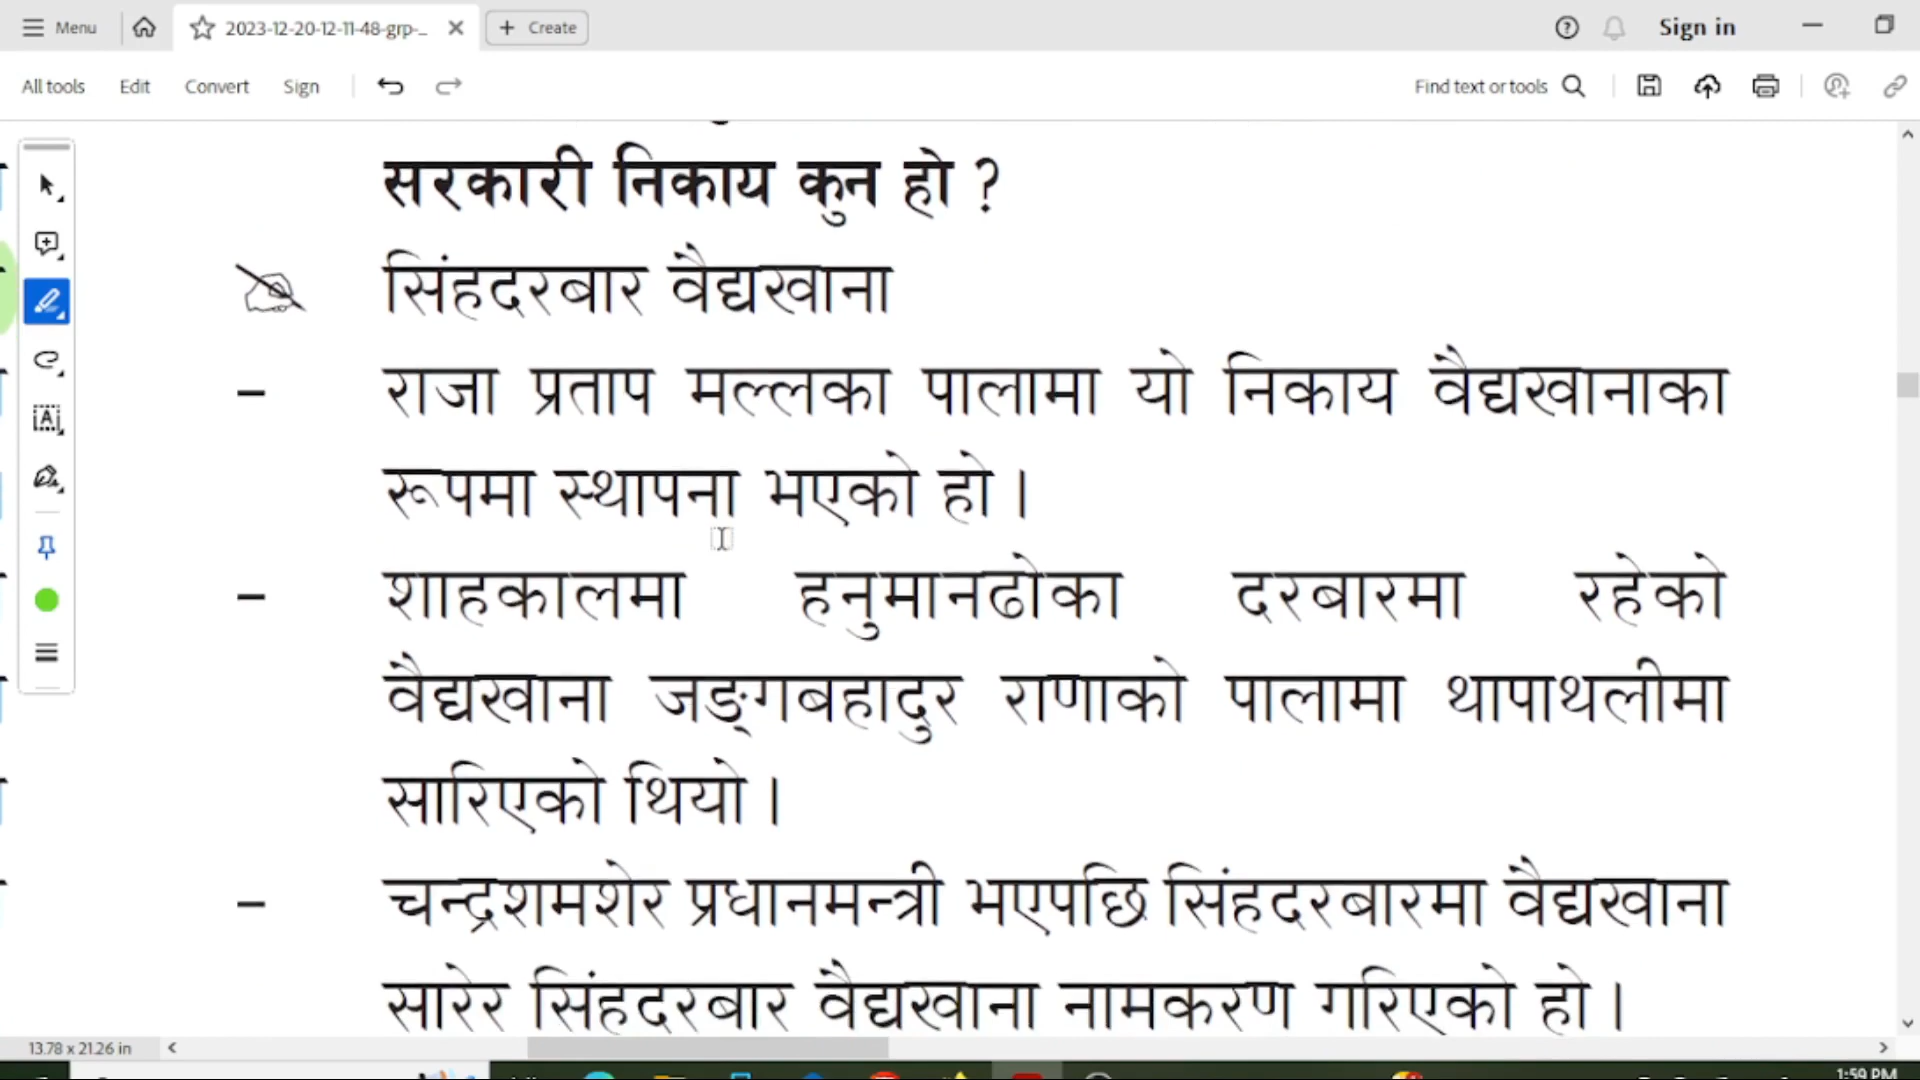 Menu
2023-12-20-12-11-48-grp-...
Create
Sign in
All tools
Edit
Convert
Sign
Find text or tools
सरकारी निकाय कुन हो ?
सिंहदरबार वैद्यखाना
– राजा प्रताप मल्लका पालामा यो निकाय वैद्यखानाका
रूपमा स्थापना भएको हो ।
– शाहकालमा हनुमानढोका दरबारमा रहेको
वैद्यखाना जङ्गबहादुर राणाको पालामा थापाथलीमा
सारिएको थियो ।
– चन्द्रशमशेर प्रधानमन्त्री भएपछि सिंहदरबारमा वैद्यखाना
सारेर सिंहदरबार वैद्यखाना नामकरण गरिएको हो ।
13.78 x 21.26 in
1:59 PM